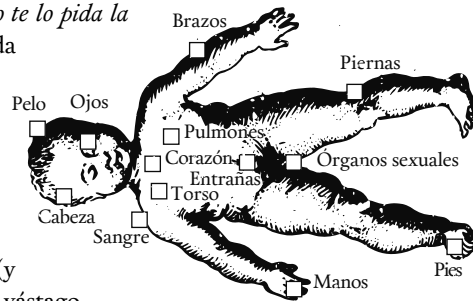 o te lo pida la
da
Brazos
Piernas
Pelo
Ojos
Pulmones
Corazón
Órganos sexuales
Entrañas
Torso
Cabeza
Sangre
(y
Pies
Manos
vástago